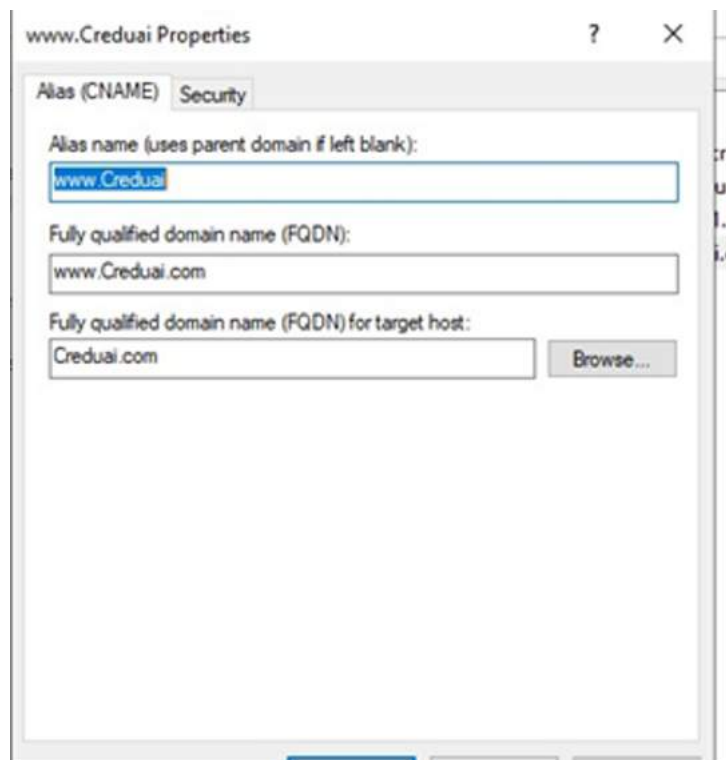 www.Creduai Properties
Alias (CNAME)
Security
Alias name (uses parent domain if left blank):
www.Creduai
Fully qualified domain name (FQDN):
www.Creduai.com
Fully qualified domain name (FQDN) for target host:
Creduai.com
Browse...